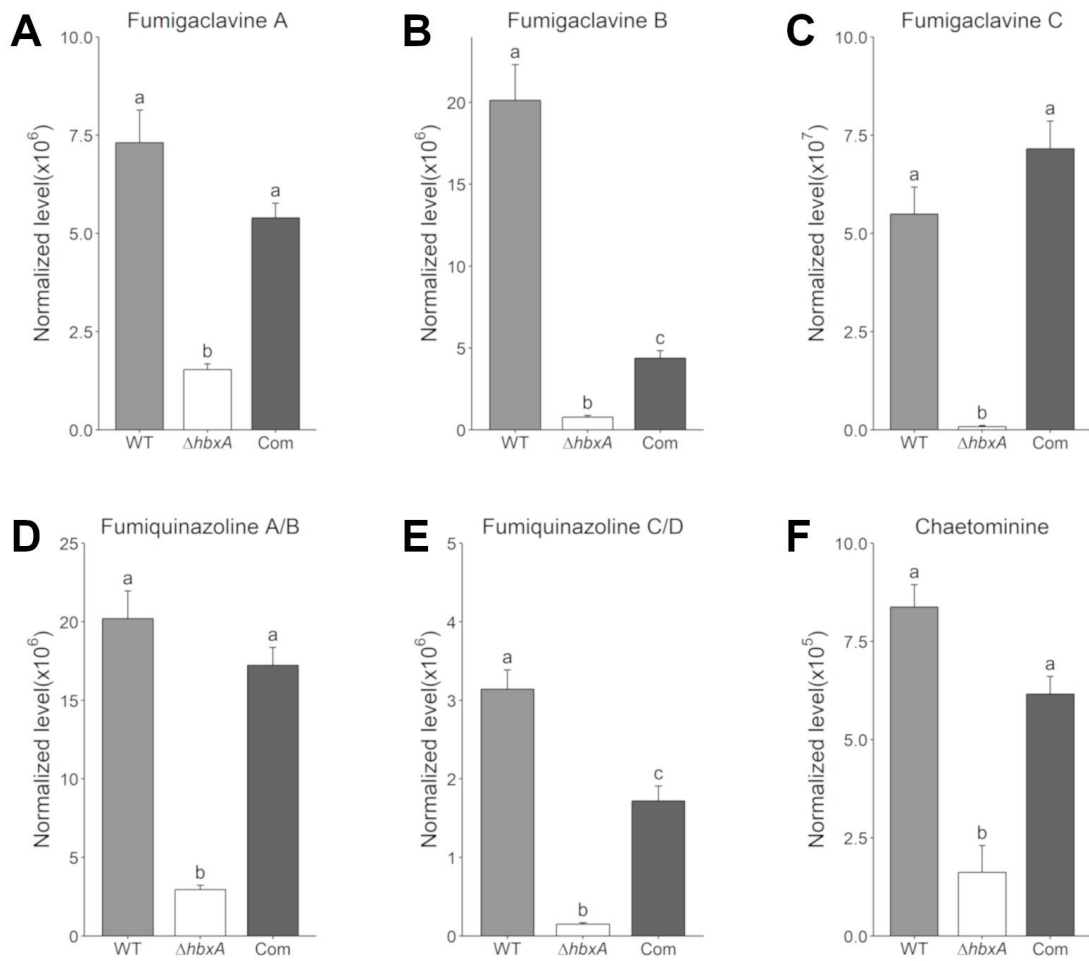 A
Fumigaclavine A
Normalized level(x10⁶)
10.0
7.5
5.0
2.5
0.0
a
b
a
WT
ΔhbxA
Com
B
Fumigaclavine B
Normalized level(x10⁶)
20
15
10
5
0
a
b
c
WT
ΔhbxA
Com
C
Fumigaclavine C
Normalized level(x10⁷)
10.0
7.5
5.0
2.5
0.0
a
b
a
WT
ΔhbxA
Com
D
Fumiquinazoline A/B
Normalized level(x10⁶)
25
20
15
10
5
0
a
b
a
WT
ΔhbxA
Com
E
Fumiquinazoline C/D
Normalized level(x10⁶)
5
4
3
2
1
0
a
b
c
WT
ΔhbxA
Com
F
Chaetominine
Normalized level(x10⁵)
10.0
7.5
5.0
2.5
0.0
a
b
a
WT
ΔhbxA
Com